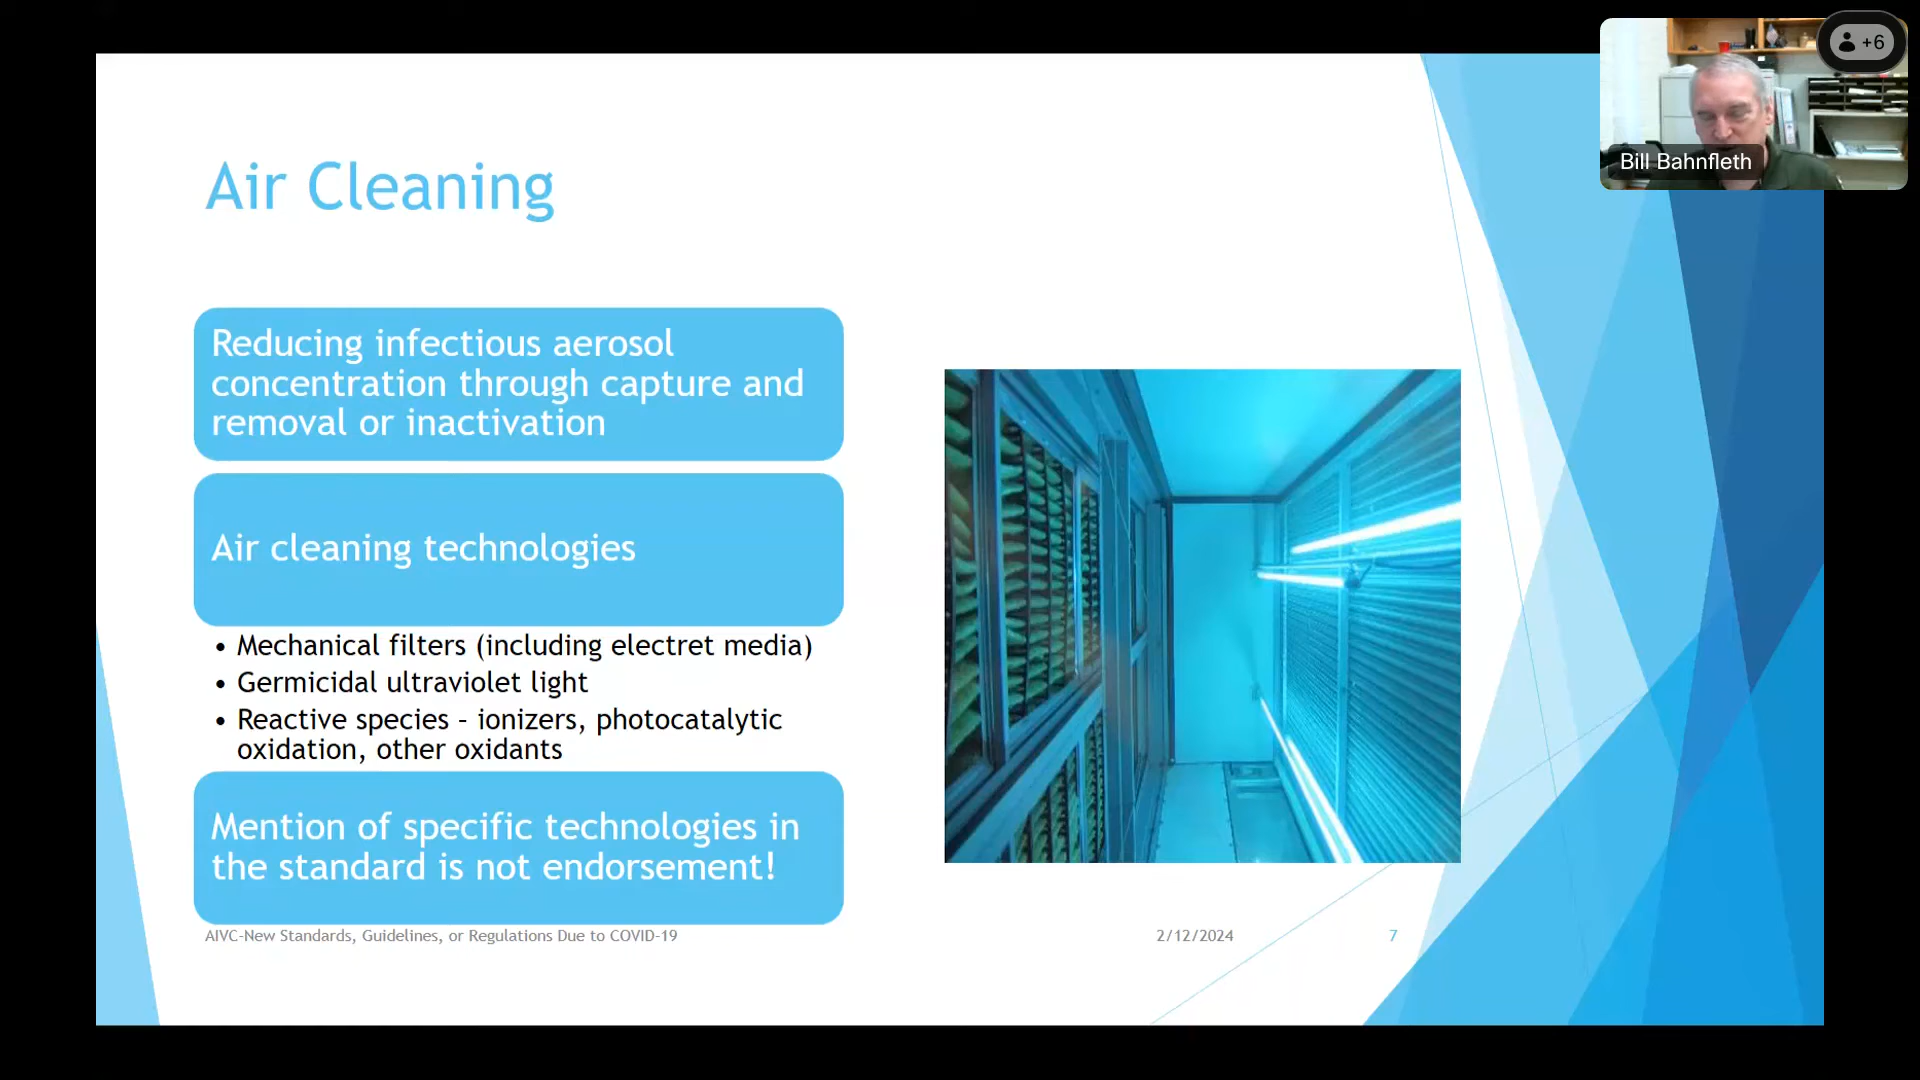 +6
Bill Bahnfleth
Air Cleaning
Reducing infectious aerosol
concentration through capture and
removal or inactivation
Air cleaning technologies
• Mechanical filters (including electret media)
• Germicidal ultraviolet light
• Reactive species – ionizers, photocatalytic
oxidation, other oxidants
Mention of specific technologies in
the standard is not endorsement!
AIVC-New Standards, Guidelines, or Regulations Due to COVID-19
2/12/2024
7